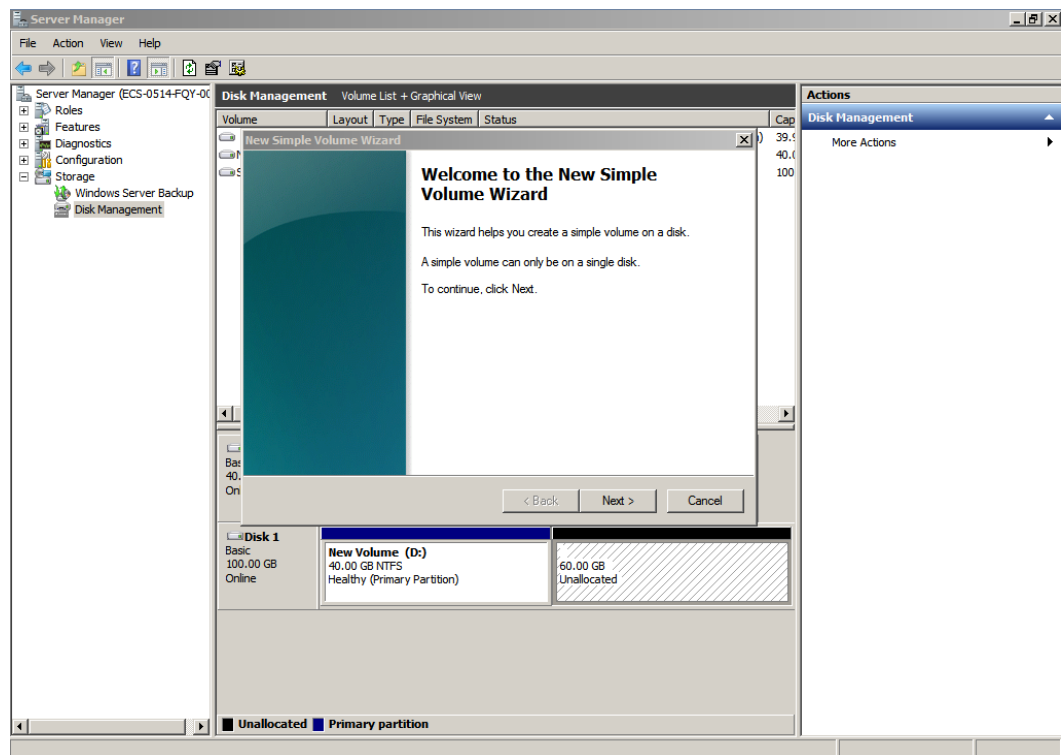 Server Manager
File Action View Help
Server Manager (ECS-0514-FQY-00
Roles
Features
Diagnostics
Configuration
Storage
Windows Server Backup
Disk Management
Disk Management Volume List + Graphical View
Volume Layout Type File System Status Cap
39.9
40.0
100
New Simple Volume Wizard
Welcome to the New Simple
Volume Wizard
This wizard helps you create a simple volume on a disk.
A simple volume can only be on a single disk.
To continue, click Next.
< Back Next > Cancel
Bas
40.
Onl
Disk 1
Basic
100.00 GB
Online
New Volume (D:)
40.00 GB NTFS
Healthy (Primary Partition)
60.00 GB
Unallocated
Unallocated Primary partition
Actions
Disk Management
More Actions